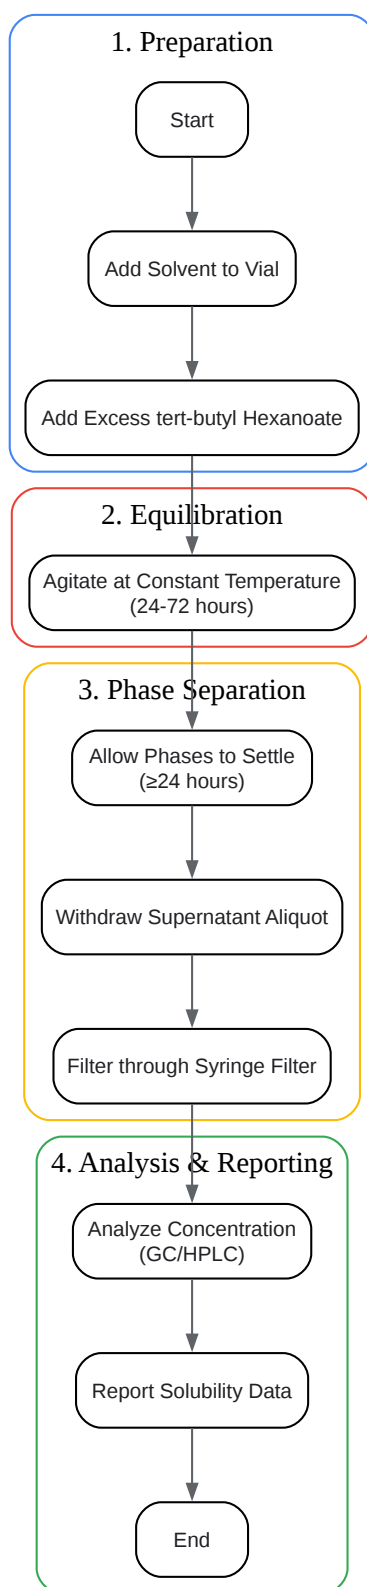 1. Preparation
Start
Add Solvent to Vial
Add Excess tert-butyl Hexanoate
2. Equilibration
Agitate at Constant Temperature
(24-72 hours)
3. Phase Separation
Allow Phases to Settle
(≥24 hours)
Withdraw Supernatant Aliquot
Filter through Syringe Filter
4. Analysis & Reporting
Analyze Concentration
(GC/HPLC)
Report Solubility Data
End